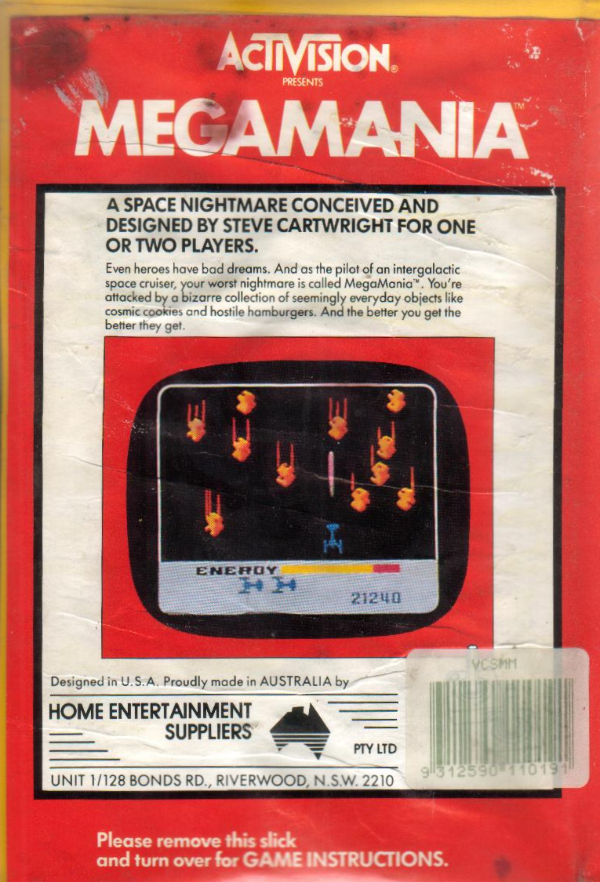 ACTIVISION®
PRESENTS
MEGAMANIA™
A SPACE NIGHTMARE CONCEIVED AND
DESIGNED BY STEVE CARTWRIGHT FOR ONE
OR TWO PLAYERS.
Even heroes have bad dreams. And as the pilot of an intergalactic
space cruiser, your worst nightmare is called MegaMania™. You're
attacked by a bizarre collection of seemingly everyday objects like
cosmic cookies and hostile hamburgers. And the better you get the
better they get.
ENERGY
21240
VCSMM
Designed in U.S.A. Proudly made in AUSTRALIA by
HOME ENTERTAINMENT
SUPPLIERS
PTY LTD
9 312590 110191
UNIT 1/128 BONDS RD., RIVERWOOD, N.S.W. 2210
Please remove this slick
and turn over for GAME INSTRUCTIONS.